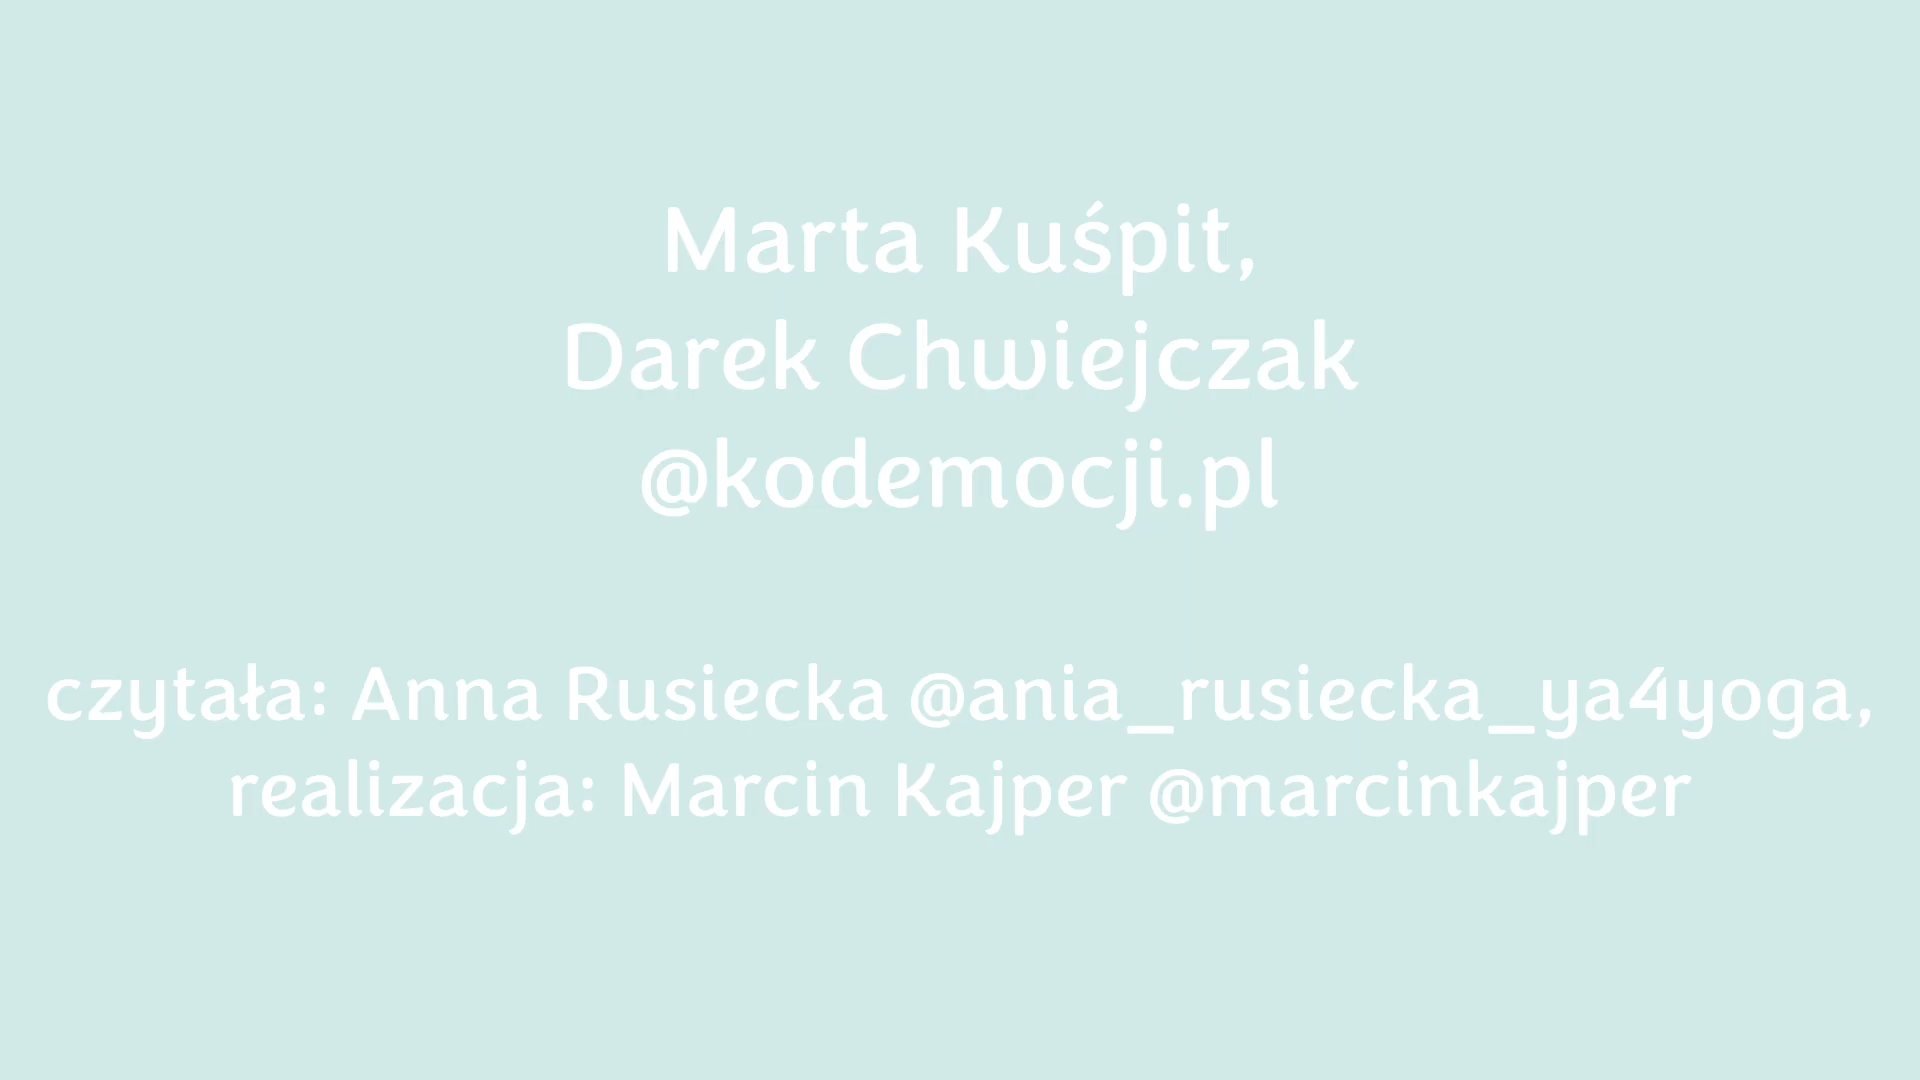 Marta Kuśpit,
Darek Chwiejczak
@kodemocji.pl
czytała: Anna Rusiecka @ania_rusiecka_ya4yoga,
realizacja: Marcin Kajper @marcinkajper